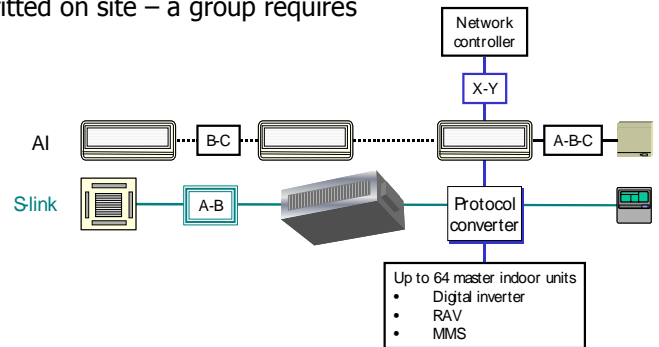 fitted on site – a group requires
Network
controller
X-Y
AI
B-C
A-B-C
S-link
A-B
Protocol
converter
Up to 64 master indoor units
• Digital inverter
• RAV
• MMS